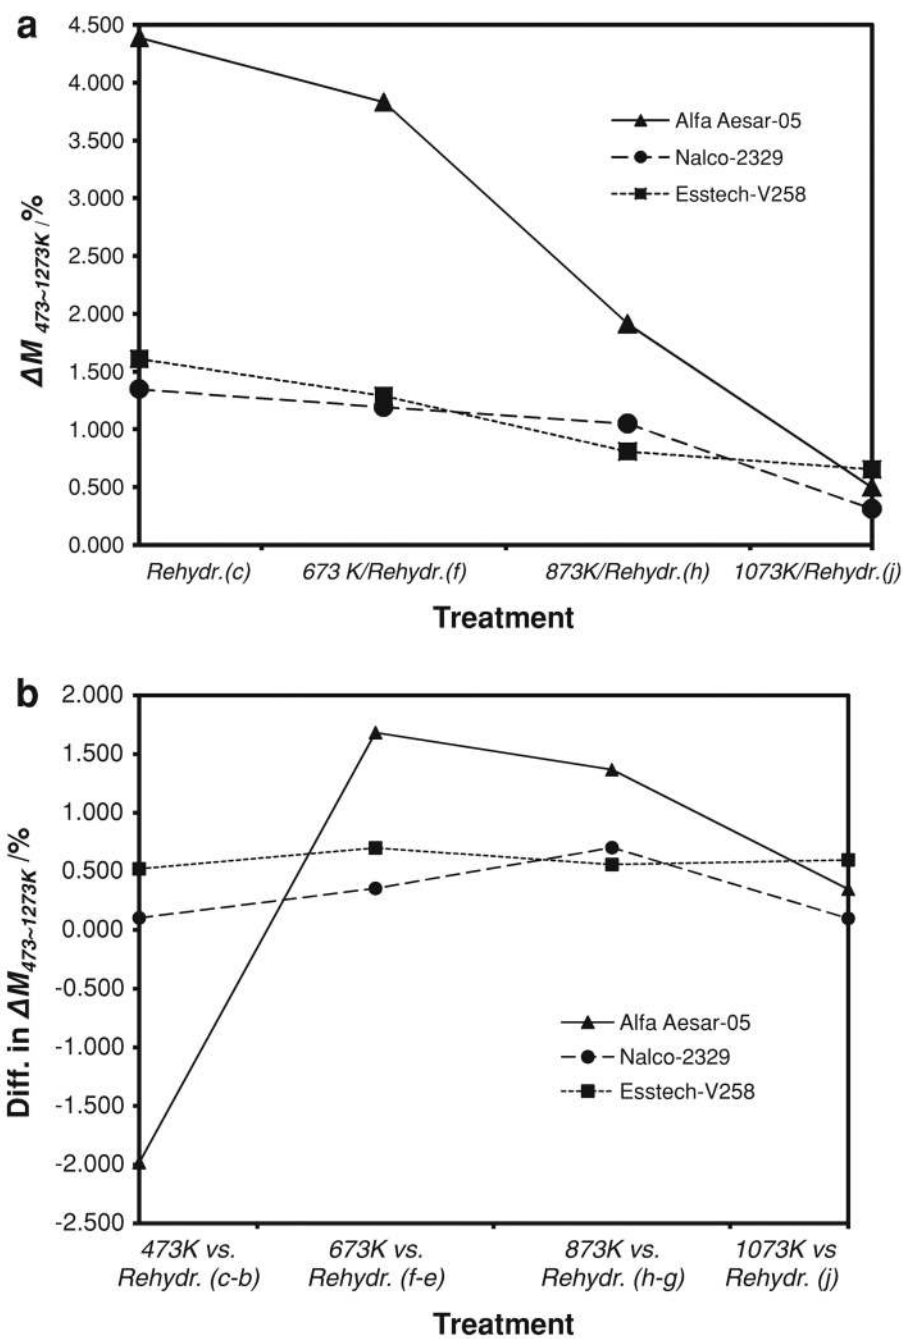 a
4.500
4.000
3.500
3.000
2.500
2.000
1.500
1.000
0.500
0.000
ΔM 473~1273K /%
Alfa Aesar-05
Nalco-2329
Esstech-V258
Rehydr.(c) 673 K/Rehydr.(f) 873K/Rehydr.(h) 1073K/Rehydr.(j)
Treatment
b
2.000
1.500
1.000
0.500
0.000
-0.500
-1.000
-1.500
-2.000
-2.500
Diff. in ΔM473~1273K /%
Alfa Aesar-05
Nalco-2329
Esstech-V258
473K vs. 673K vs. 873K vs. 1073K vs
Rehydr. (c-b) Rehydr. (f-e) Rehydr. (h-g) Rehydr. (j)
Treatment